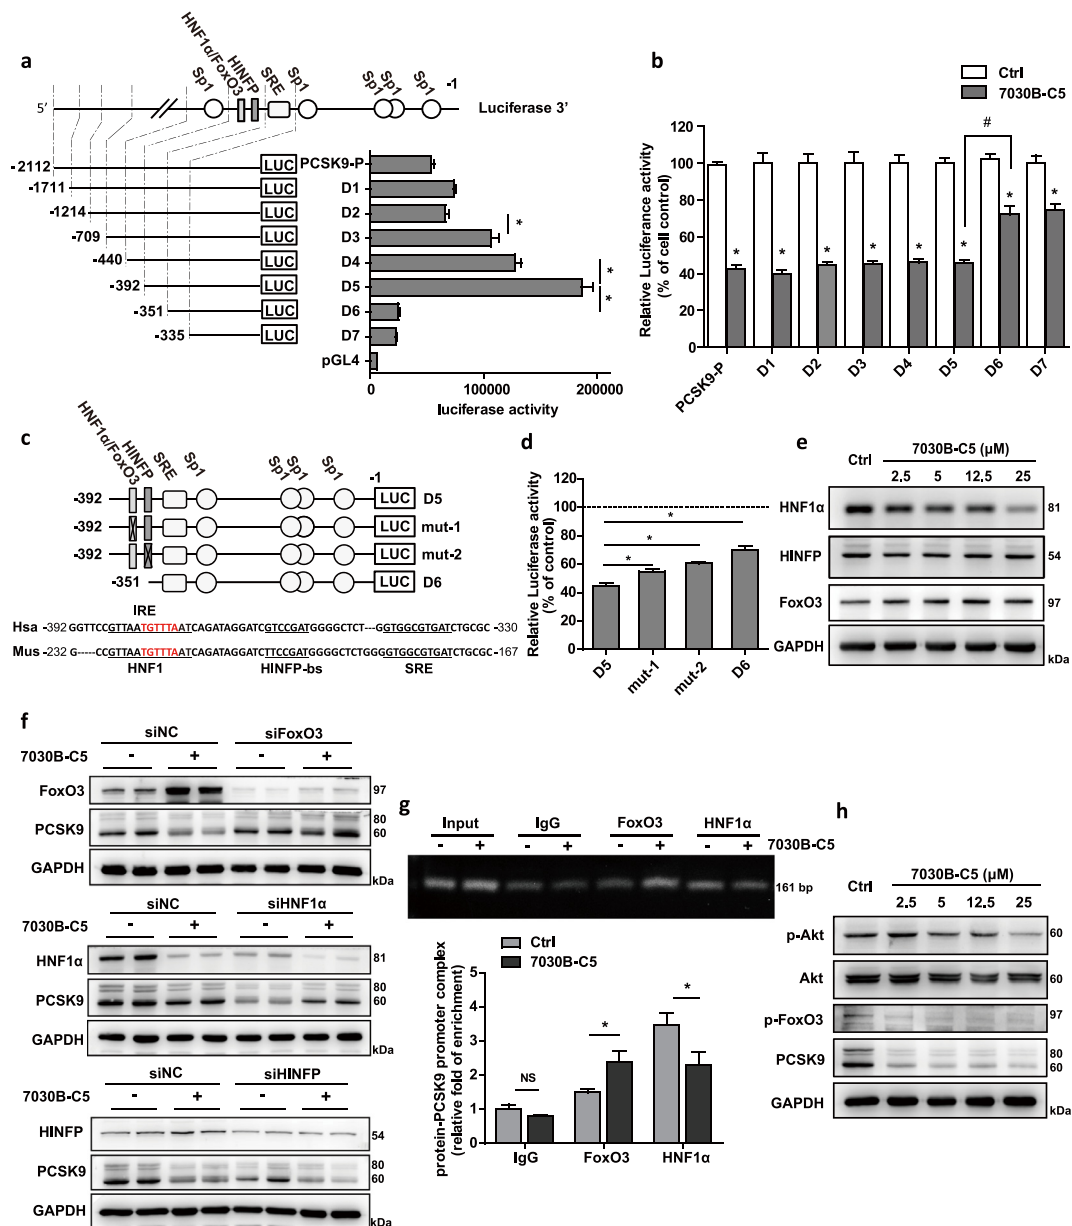 a
HNF1α/FoxO3
HINFP
Sp1
SRE
Sp1
Sp1
Sp1
Sp1
-1
5'
Luciferase 3'
-2112
LUC
PCSK9-P
-1711
LUC
D1
-1214
LUC
D2
-709
LUC
D3
*
-440
LUC
D4
*
-392
LUC
D5
*
-351
LUC
D6
-335
LUC
D7
pGL4
0
100000
200000
luciferase activity
b
Ctrl
7030B-C5
Relative Luciferance activity
(% of cell control)
120
100
80
60
40
20
0
#
* * * * * * * *
PCSK9-P
D1
D2
D3
D4
D5
D6
D7
c
HNF1α/FoxO3
HINFP
SRE
Sp1
Sp1
Sp1
Sp1
-1
-392 LUC D5
-392 LUC mut-1
-392 LUC mut-2
-351 LUC D6
IRE
Hsa -392 GGTTCCGTTAATGTTTAATCAGATAGGATCGTCCGATGGGGCTCT---GGTGGCGTGATCTGCGC -330
Mus -232 G-----CCGTTAATGTTTAATCAGATAGGATCTTCCGATGGGGCTCTGGGGTGGCGTGATCTGCGC -167
HNF1 HINFP-bs SRE
d
Relative Luciferase activity
(% of control)
120
100
80
60
40
20
0
*
*
*
D5
mut-1
mut-2
D6
e
7030B-C5 (μM)
Ctrl
2.5 5 12.5 25
HNF1α 81
HINFP 54
FoxO3 97
GAPDH
kDa
f
siNC siFoxO3
7030B-C5 - + - +
FoxO3 97
PCSK9 80
60
GAPDH
kDa
siNC siHNF1α
7030B-C5 - + - +
HNF1α 81
PCSK9 80
60
GAPDH
kDa
siNC siHINFP
7030B-C5 - + - +
HINFP 54
PCSK9 80
60
GAPDH
kDa
g
Input IgG FoxO3 HNF1α
- + - + - + - + 7030B-C5
161 bp
Ctrl
7030B-C5
protein-PCSK9 promoter complex
(relative fold of enrichment)
5
4
3
2
1
0
NS
*
*
IgG FoxO3 HNF1α
h
7030B-C5 (μM)
Ctrl
2.5 5 12.5 25
p-Akt 60
Akt 60
p-FoxO3 97
PCSK9 80
60
GAPDH
kDa